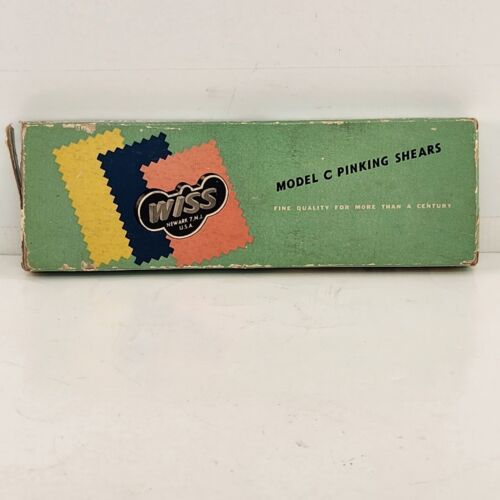 WISS
NEWARK 7, N.J.
U.S.A.
MODEL C PINKING SHEARS
FINE QUALITY FOR MORE THAN A CENTURY